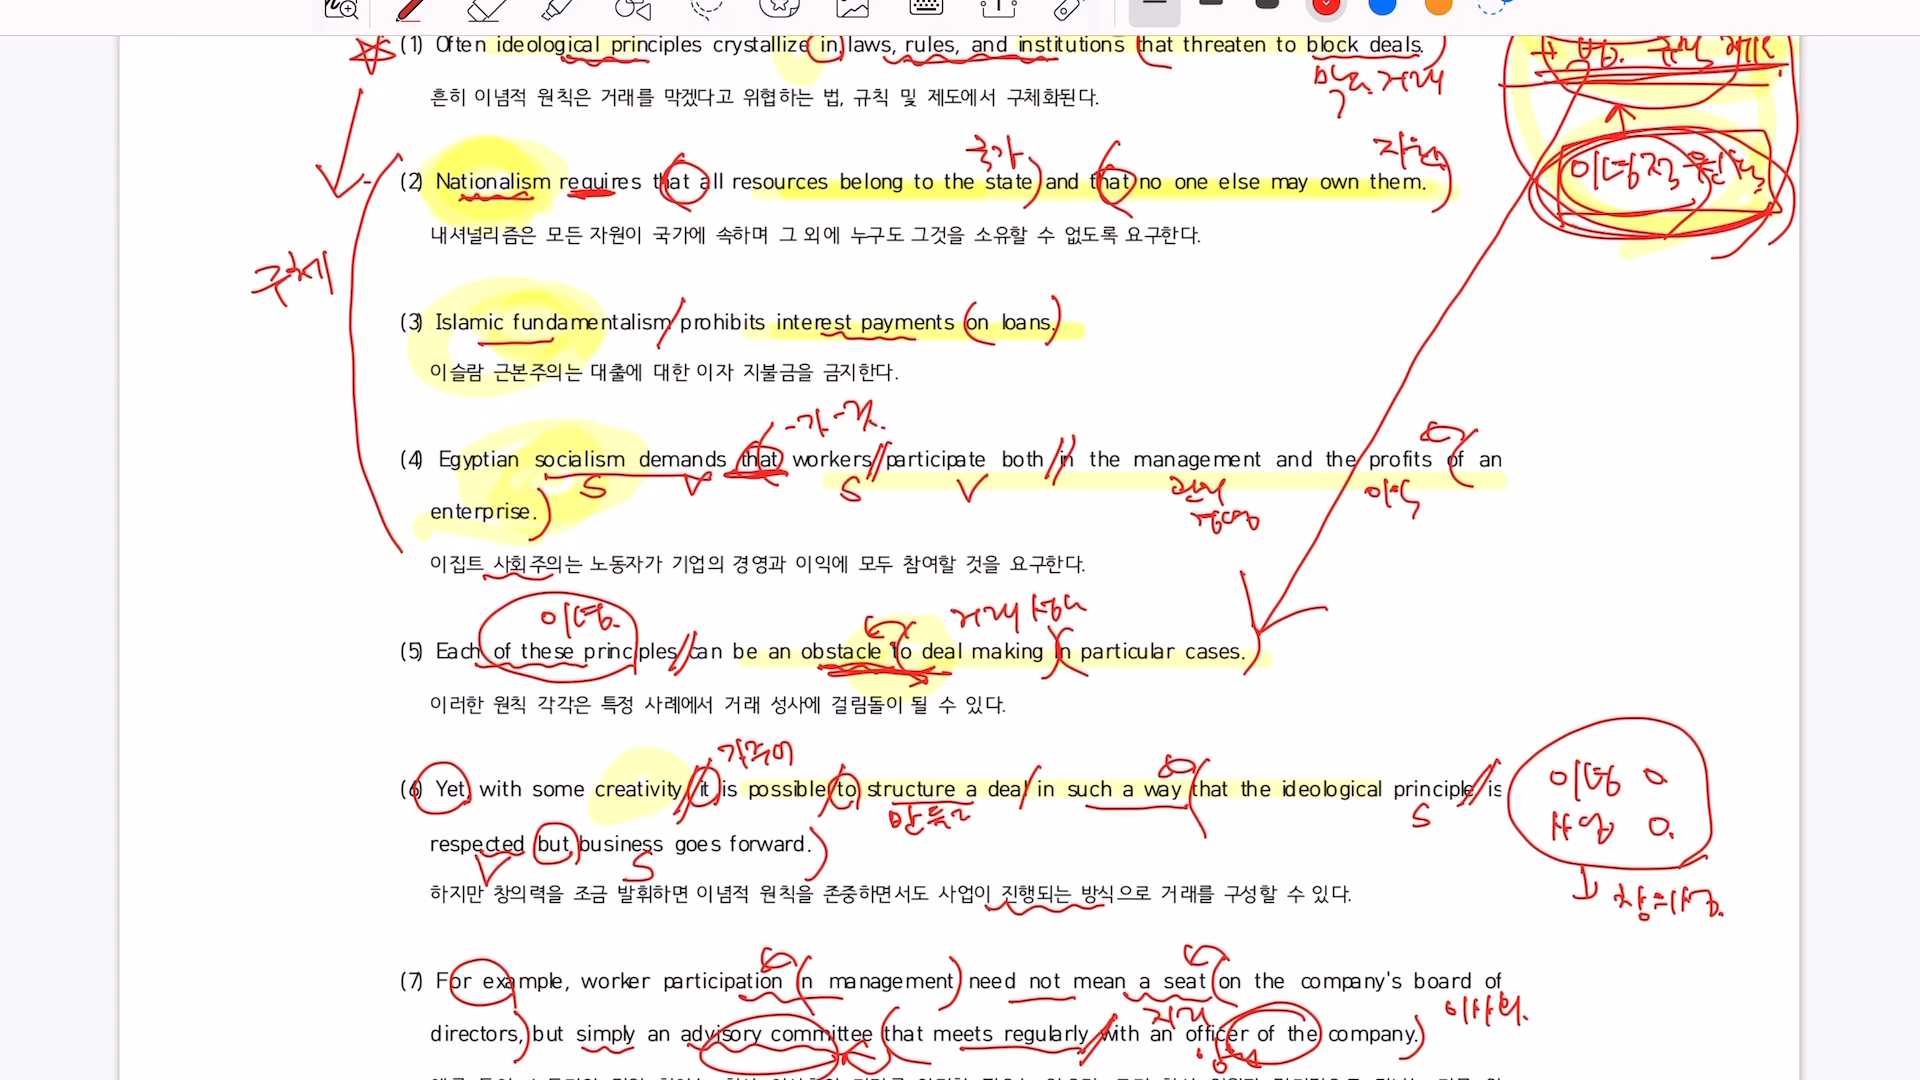 (1) Often ideological principles crystallize in laws, rules, and institutions that threaten to block deals.
막다. 거래
흔히 이념적 원칙은 거래를 막겠다고 위협하는 법, 규칙 및 제도에서 구체화된다.
국가
이념적 원칙
(2) Nationalism requires that all resources belong to the state and that no one else may own them.
내셔널리즘은 모든 자원이 국가에 속하며 그 외에 누구도 그것을 소유할 수 없도록 요구한다.
(3) Islamic fundamentalism prohibits interest payments on loans.
이슬람 근본주의는 대출에 대한 이자 지불금을 금지한다.
(4) Egyptian socialism demands that workers participate both in the management and the profits of an
S V S V
enterprise.
이집트 사회주의는 노동자가 기업의 경영과 이익에 모두 참여할 것을 요구한다.
이념.
(5) Each of these principles can be an obstacle to deal making in particular cases.
이러한 원칙 각각은 특정 사례에서 거래 성사에 걸림돌이 될 수 있다.
가주어
(6) Yet, with some creativity, it is possible to structure a deal in such a way that the ideological principle is
만들고
S
respected but business goes forward.
V S
이념 O
사업 O.
하지만 창의력을 조금 발휘하면 이념적 원칙을 존중하면서도 사업이 진행되는 방식으로 거래를 구성할 수 있다.
(7) For example, worker participation in management need not mean a seat on the company's board of
이사회.
directors, but simply an advisory committee that meets regularly with an officer of the company.